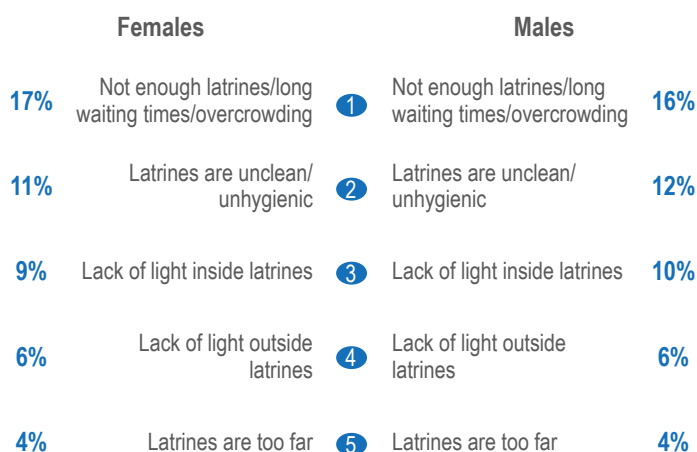 Females Males
17% Not enough latrines/long
waiting times/overcrowding 1 Not enough latrines/long
waiting times/overcrowding 16%
11% Latrines are unclean/
unhygienic 2 Latrines are unclean/
unhygienic 12%
9% Lack of light inside latrines 3 Lack of light inside latrines 10%
6% Lack of light outside
latrines 4 Lack of light outside
latrines 6%
4% Latrines are too far 5 Latrines are too far 4%